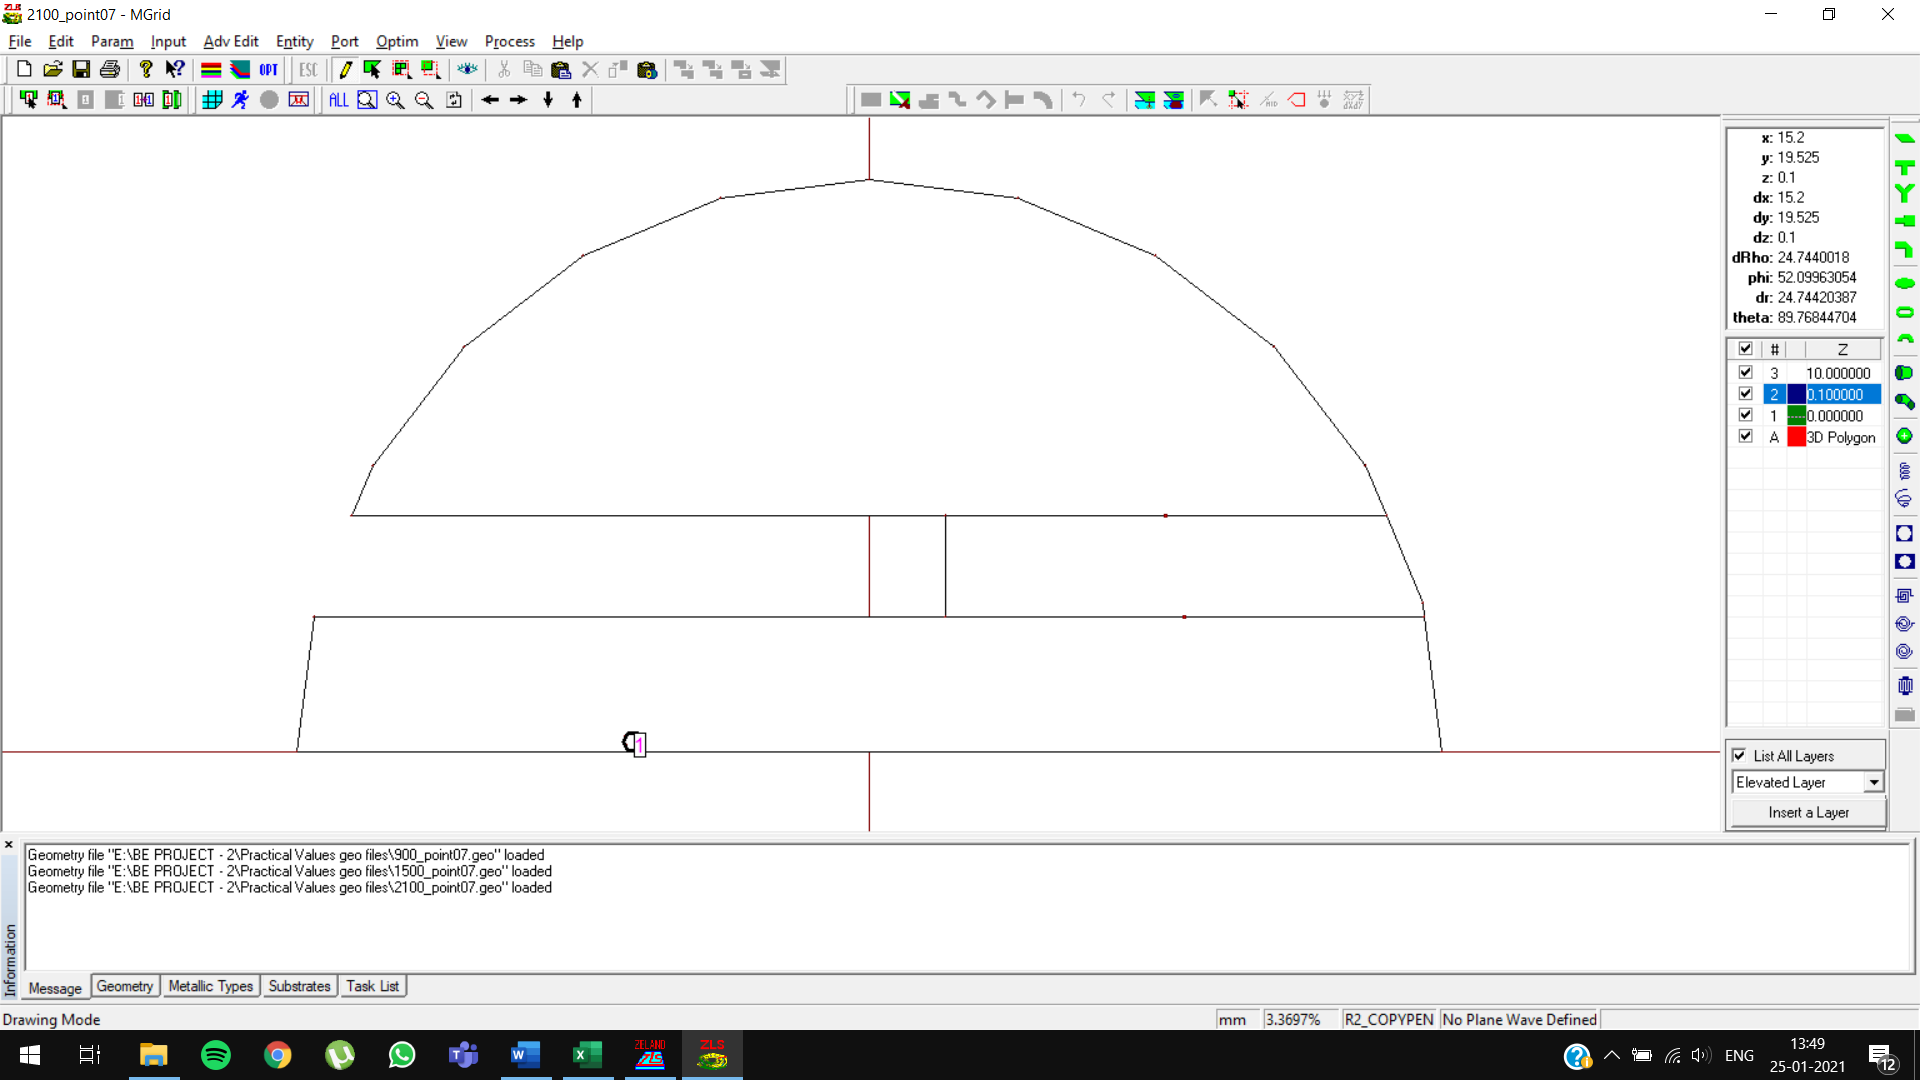 2100_point07 - MGrid
File Edit Param Input Adv Edit Entity Port Optim View Process Help
OPT ESC
ALL
x: 15.2
y: 19.525
z: 0.1
dx: 15.2
dy: 19.525
dz: 0.1
dRho: 24.7440018
phi: 52.09963054
dr: 24.74420387
theta: 89.76844704
# Z
3 10.000000
2 0.100000
1 0.000000
A 3D Polygon
1
List All Layers
Elevated Layer
Insert a Layer
Geometry file "E:\BE PROJECT - 2\Practical Values geo files\900_point07.geo" loaded
Geometry file "E:\BE PROJECT - 2\Practical Values geo files\1500_point07.geo" loaded
Geometry file "E:\BE PROJECT - 2\Practical Values geo files\2100_point07.geo" loaded
Information
Message Geometry Metallic Types Substrates Task List
Drawing Mode mm 3.3697% R2_COPYPEN No Plane Wave Defined
ZELAND ZLS
ENG
13:49
25-01-2021
12